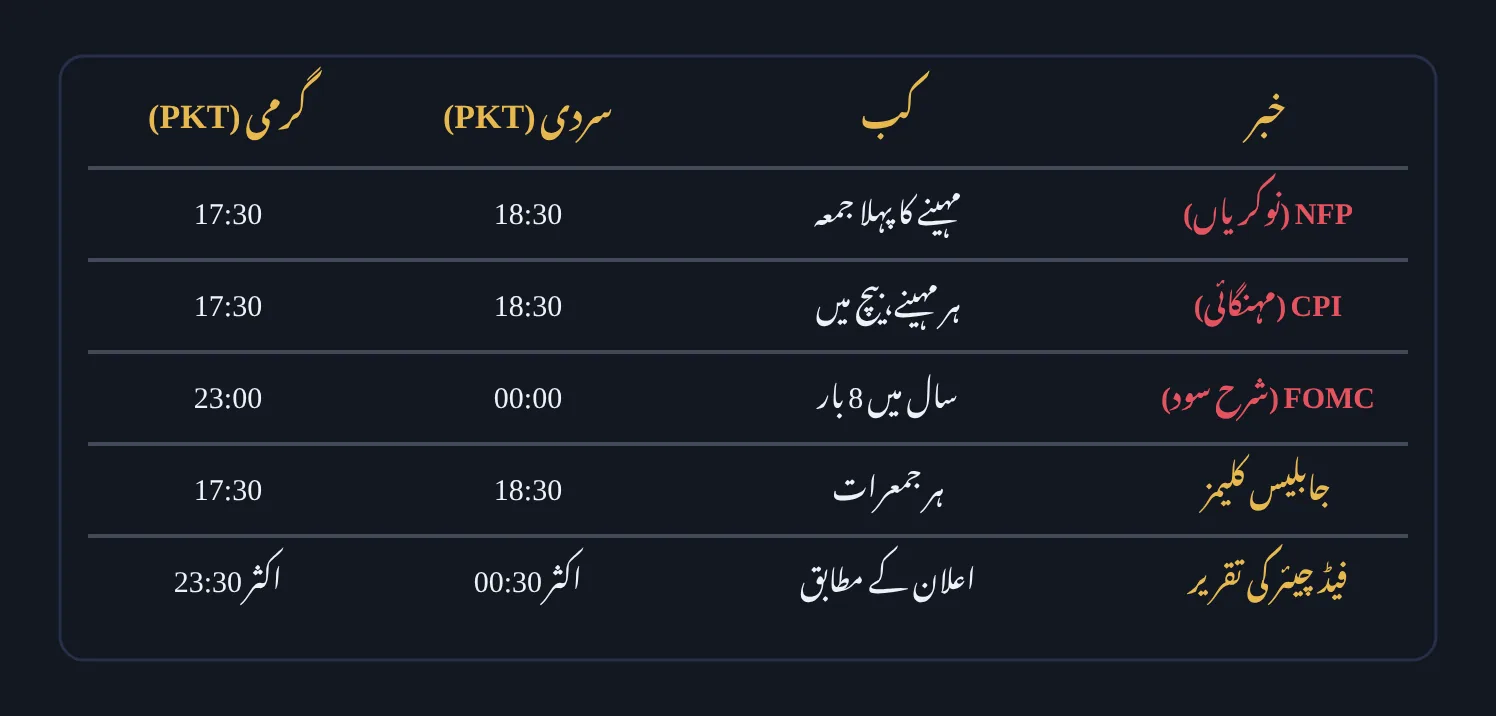 خبر کب سردی (PKT) گرمی (PKT)
NFP (نوکریاں) مہینے کا پہلا جمعہ 18:30 17:30
CPI (مہنگائی) ہر مہینے، بیچ میں 18:30 17:30
FOMC (شرح سود) سال میں 8 بار 00:00 23:00
جابلیس کلیمز ہر جمعرات 18:30 17:30
فیڈ چیئر کی تقریر اعلان کے مطابق اکثر 00:30 اکثر 23:30